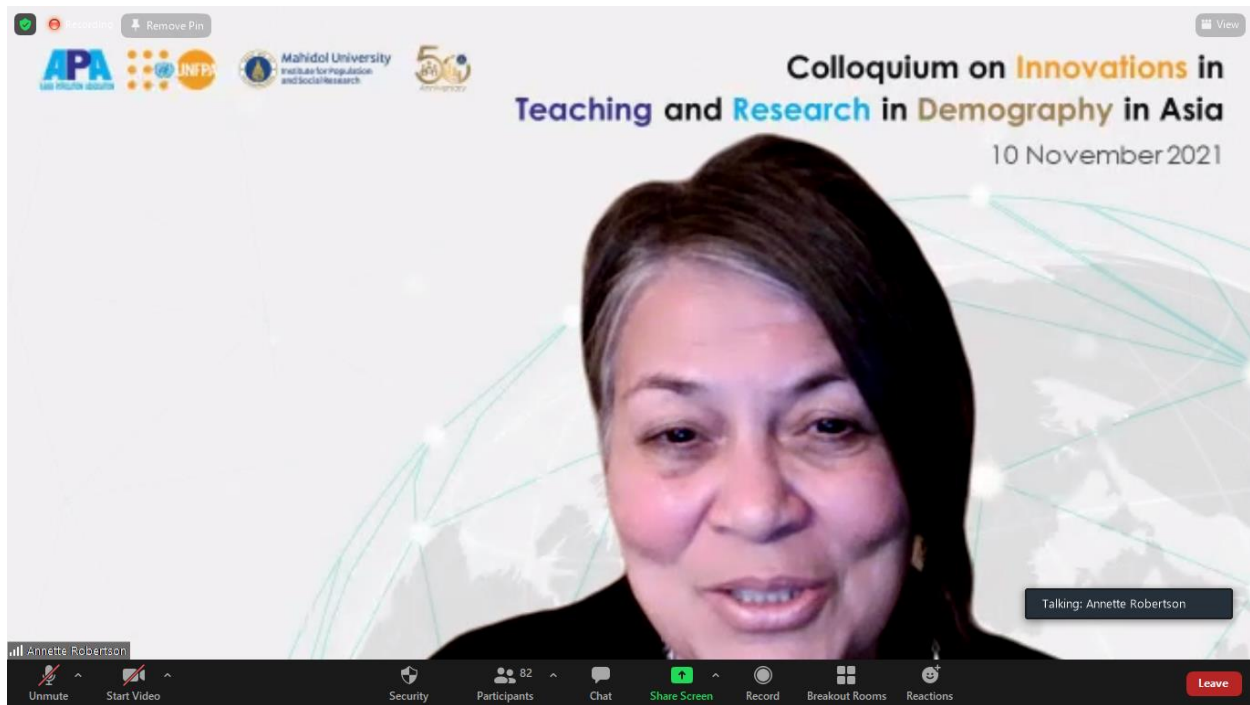 Recording
Remove Pin
View
APA
UNFPA
Mahidol University
Institute for Population
and Social Research
Anniversary
Colloquium on Innovations in
Teaching and Research in Demography in Asia
10 November 2021
Talking: Annette Robertson
Annette Robertson
82
Unmute
Start Video
Security
Participants
Chat
Share Screen
Record
Breakout Rooms
Reactions
Leave